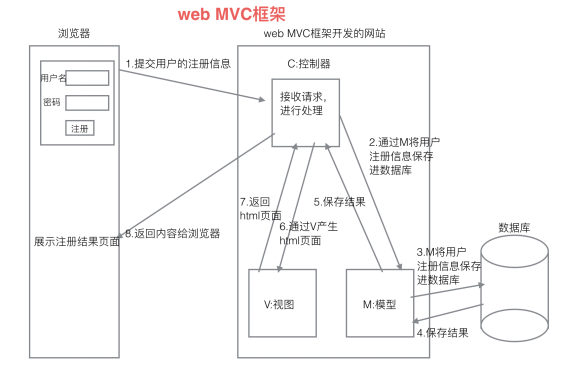 web MVC框架
浏览器
web MVC框架开发的网站
1.提交用户的注册信息
C:控制器
用户名
密码
注册
接收请求,
进行处理
2.通过M将用户
注册信息保存
进数据库
7.返回
html页面
5.保存结果
6.通过V产生
html页面
8.返回内容给浏览器
展示注册结果页面
数据库
3.M将用户
注册信息保存
进数据库
V:视图
M:模型
4.保存结果